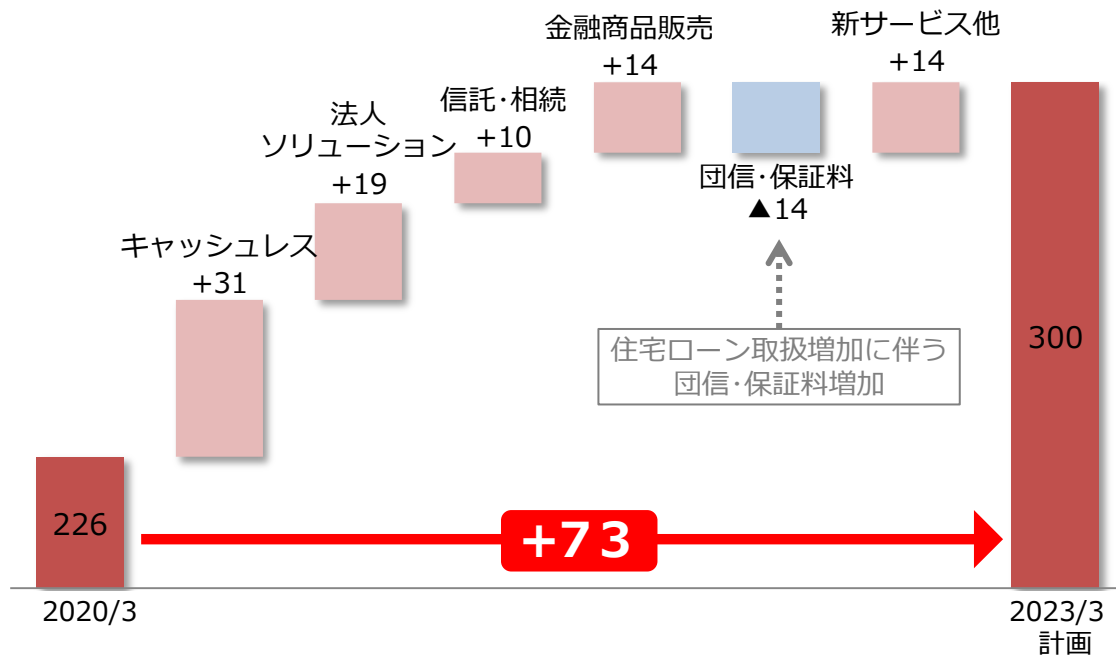 金融商品販売
+14
新サービス他
+14
信託･相続
+10
法人
ソリューション
+19
団信･保証料
▲14
キャッシュレス
+31
住宅ローン取扱増加に伴う
団信･保証料増加
300
226
+73
2020/3
2023/3
計画